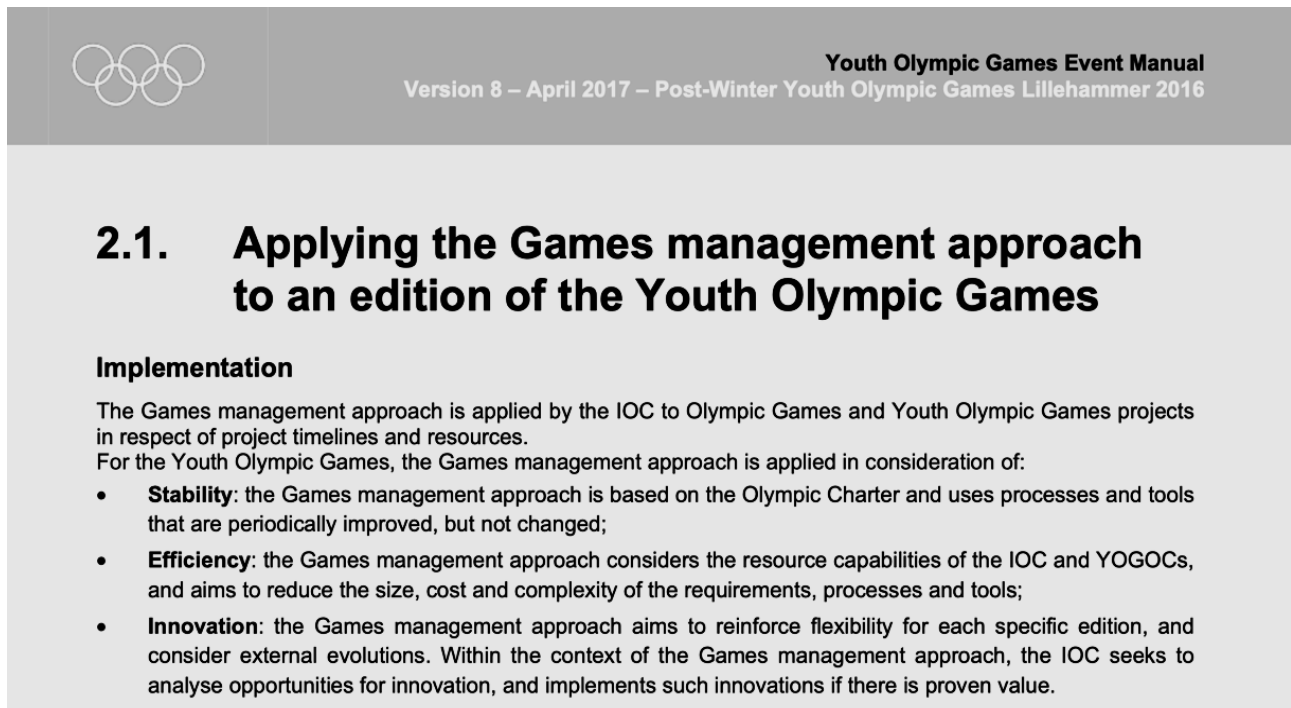 Youth Olympic Games Event Manual
Version 8 – April 2017 – Post-Winter Youth Olympic Games Lillehammer 2016
2.1. Applying the Games management approach
to an edition of the Youth Olympic Games
Implementation
The Games management approach is applied by the IOC to Olympic Games and Youth Olympic Games projects
in respect of project timelines and resources.
For the Youth Olympic Games, the Games management approach is applied in consideration of:
• Stability: the Games management approach is based on the Olympic Charter and uses processes and tools
that are periodically improved, but not changed;
• Efficiency: the Games management approach considers the resource capabilities of the IOC and YOGOCs,
and aims to reduce the size, cost and complexity of the requirements, processes and tools;
• Innovation: the Games management approach aims to reinforce flexibility for each specific edition, and
consider external evolutions. Within the context of the Games management approach, the IOC seeks to
analyse opportunities for innovation, and implements such innovations if there is proven value.